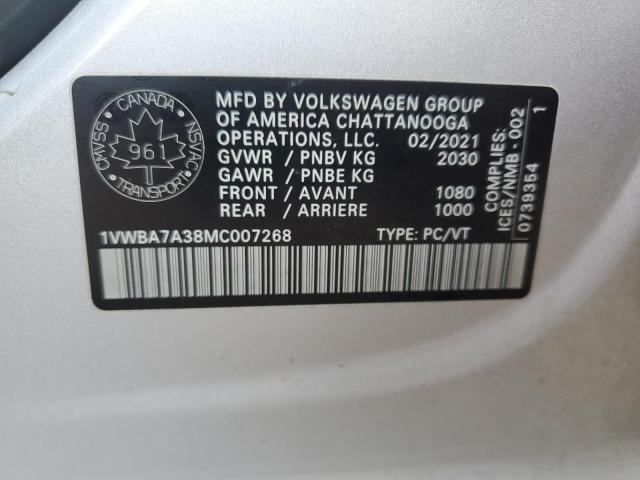 CANADA
CMVSS
NSVAC
961
TRANSPORT
MFD BY VOLKSWAGEN GROUP
OF AMERICA CHATTANOOGA
OPERATIONS, LLC. 02/2021
GVWR / PNBV KG 2030
GAWR / PNBE KG
FRONT / AVANT 1080
REAR / ARRIERE 1000
1VWBA7A38MC007268 TYPE: PC/VT
COMPLIES: 1
ICES/NMB - 002
0739354